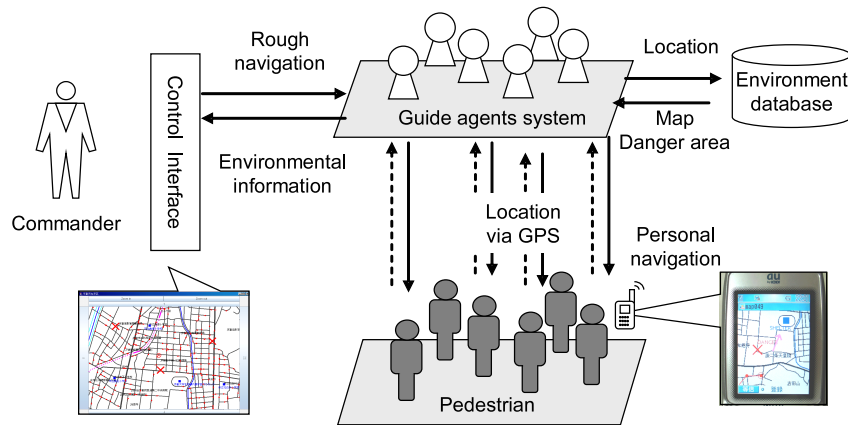 Rough
navigation
Location
Control Interface
Environment
database
Guide agents system
Map
Danger area
Environmental
information
Commander
Location
via GPS
Personal
navigation
au
Pedestrian